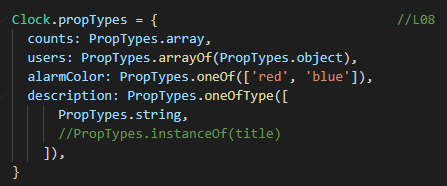 Clock.propTypes = { //L08
counts: PropTypes.array,
users: PropTypes.arrayOf(PropTypes.object),
alarmColor: PropTypes.oneOf(['red', 'blue']),
description: PropTypes.oneOfType([
PropTypes.string,
//PropTypes.instanceOf(title)
]),
}